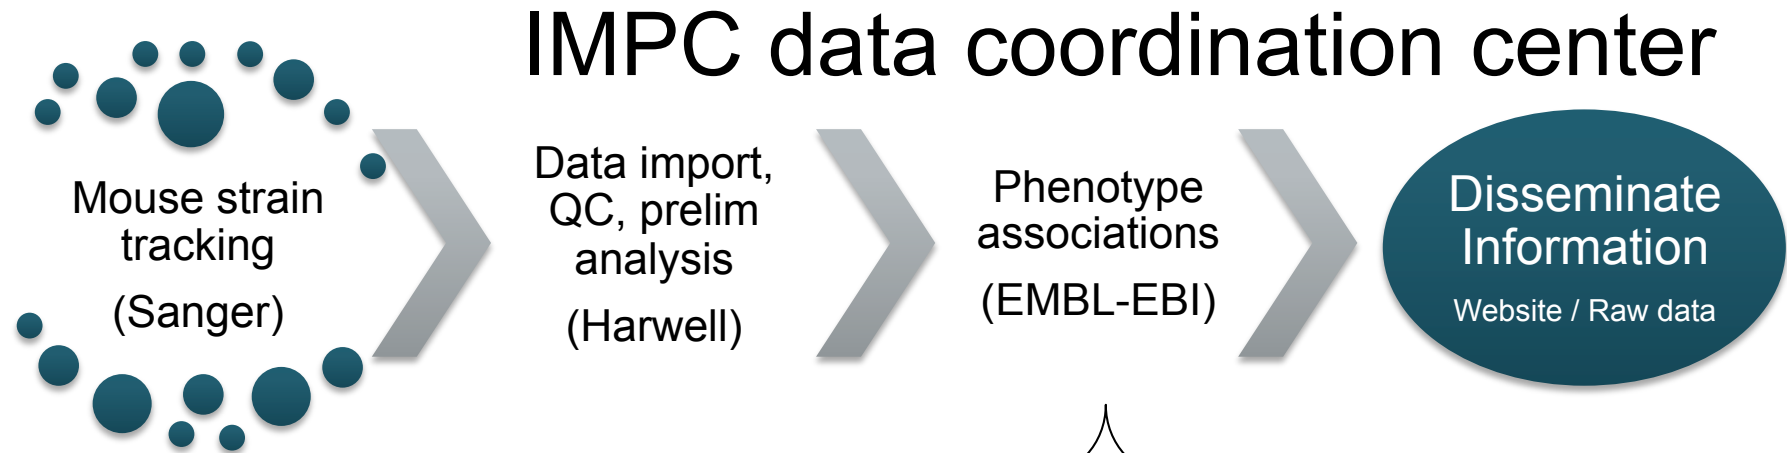 IMPC data coordination center
Mouse strain
tracking
(Sanger)
Data import,
QC, prelim
analysis
(Harwell)
Phenotype
associations
(EMBL-EBI)
Disseminate
Information
Website / Raw data